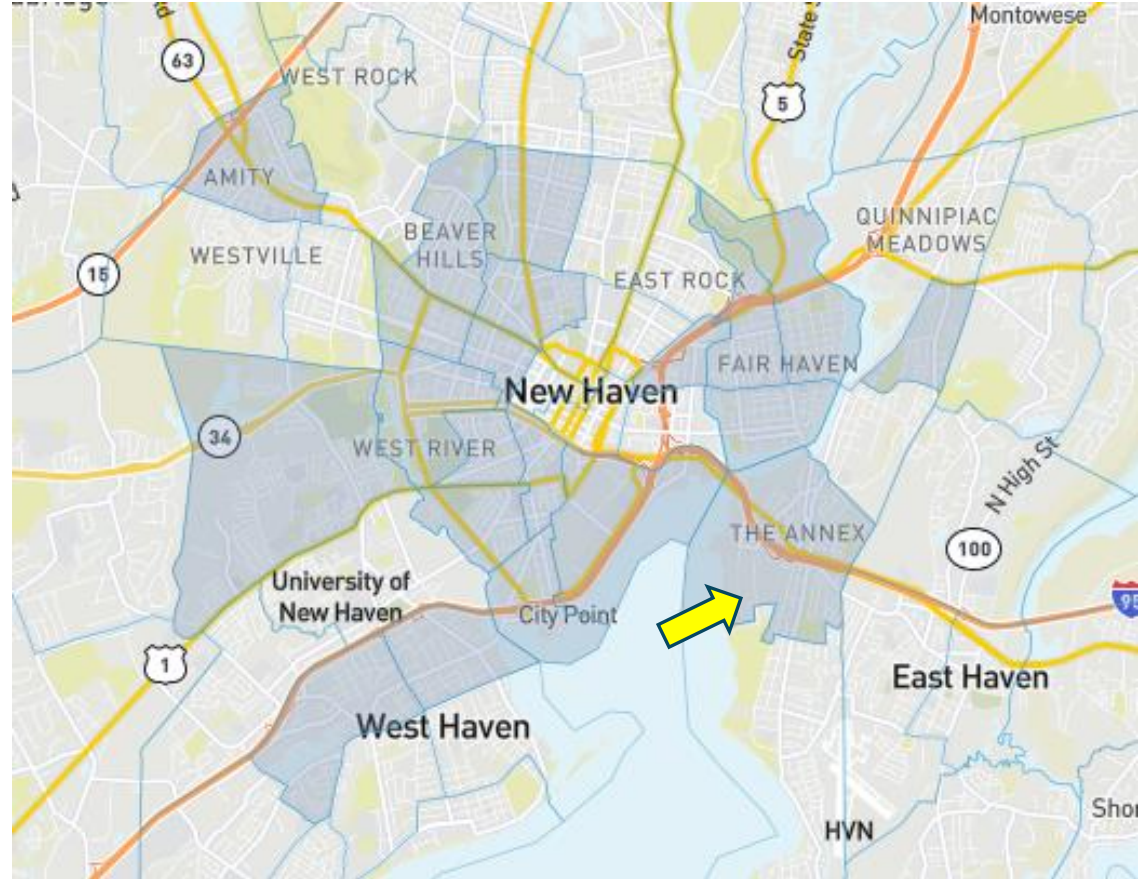 Montowese
State
63
WEST ROCK
5
AMITY
QUINNIPIAC
MEADOWS
BEAVER
HILLS
WESTVILLE
15
EAST ROCK
FAIR HAVEN
New Haven
34
WEST RIVER
N High St
THE ANNEX
100
University of
New Haven
95
City Point
1
East Haven
West Haven
HVN
Shor